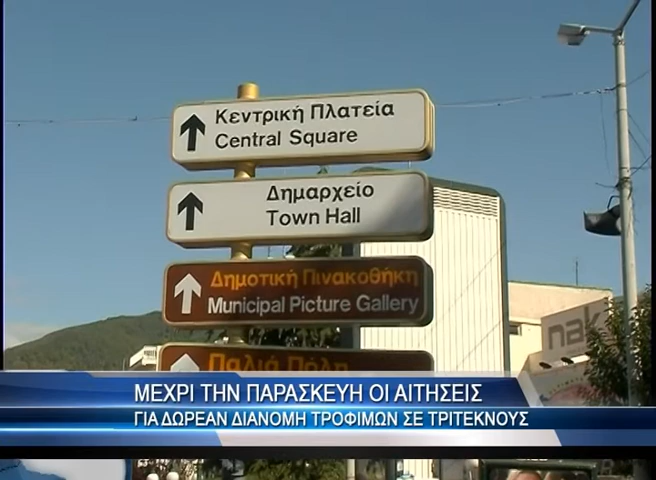 Κεντρική Πλατεία
Central Square
Δημαρχείο
Town Hall
Δημοτική Πινακοθήκη
Municipal Picture Gallery
Παλιά Πόλη
nak
ΜΕΧΡΙ ΤΗΝ ΠΑΡΑΣΚΕΥΗ ΟΙ ΑΙΤΗΣΕΙΣ
ΓΙΑ ΔΩΡΕΑΝ ΔΙΑΝΟΜΗ ΤΡΟΦΙΜΩΝ ΣΕ ΤΡΙΤΕΚΝΟΥΣ